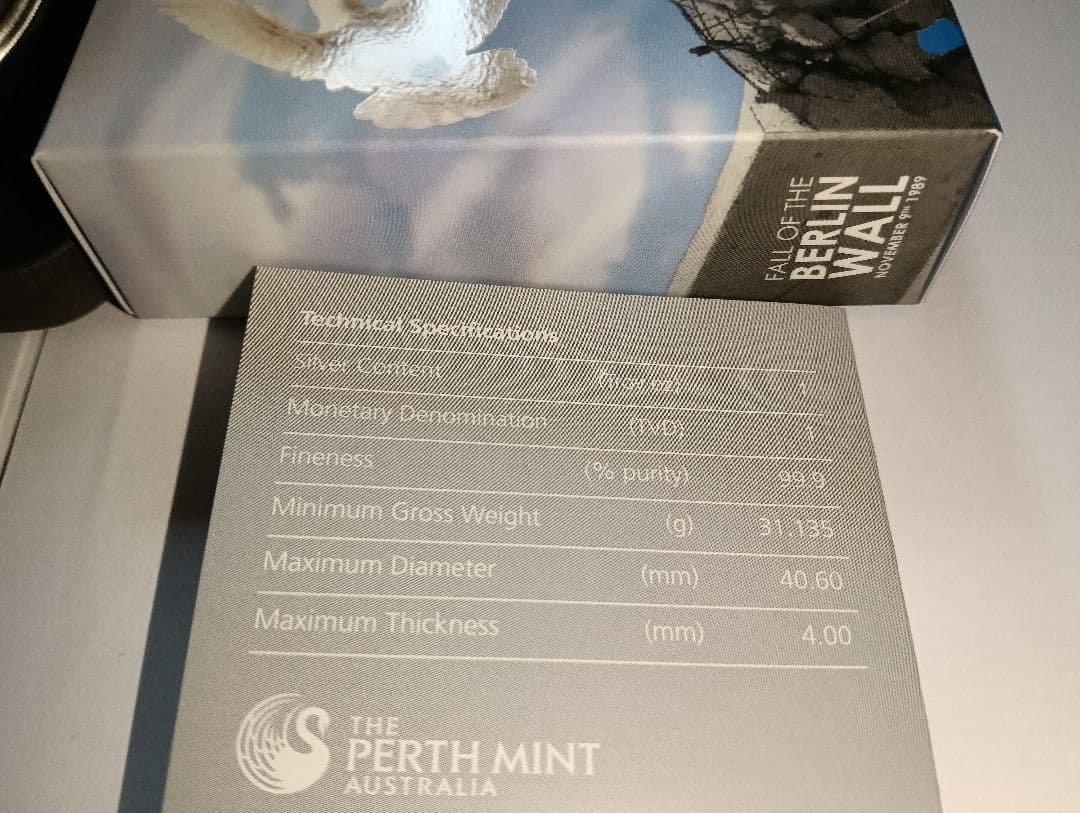 FALL OF THE
BERLIN
WALL
NOVEMBER 9TH 1989
Technical Specifications
Silver Content (Troy oz) 1
Monetary Denomination (TVD) 1
Fineness (% purity) 99.9
Minimum Gross Weight (g) 31.135
Maximum Diameter (mm) 40.60
Maximum Thickness (mm) 4.00
THE
PERTH MINT
AUSTRALIA